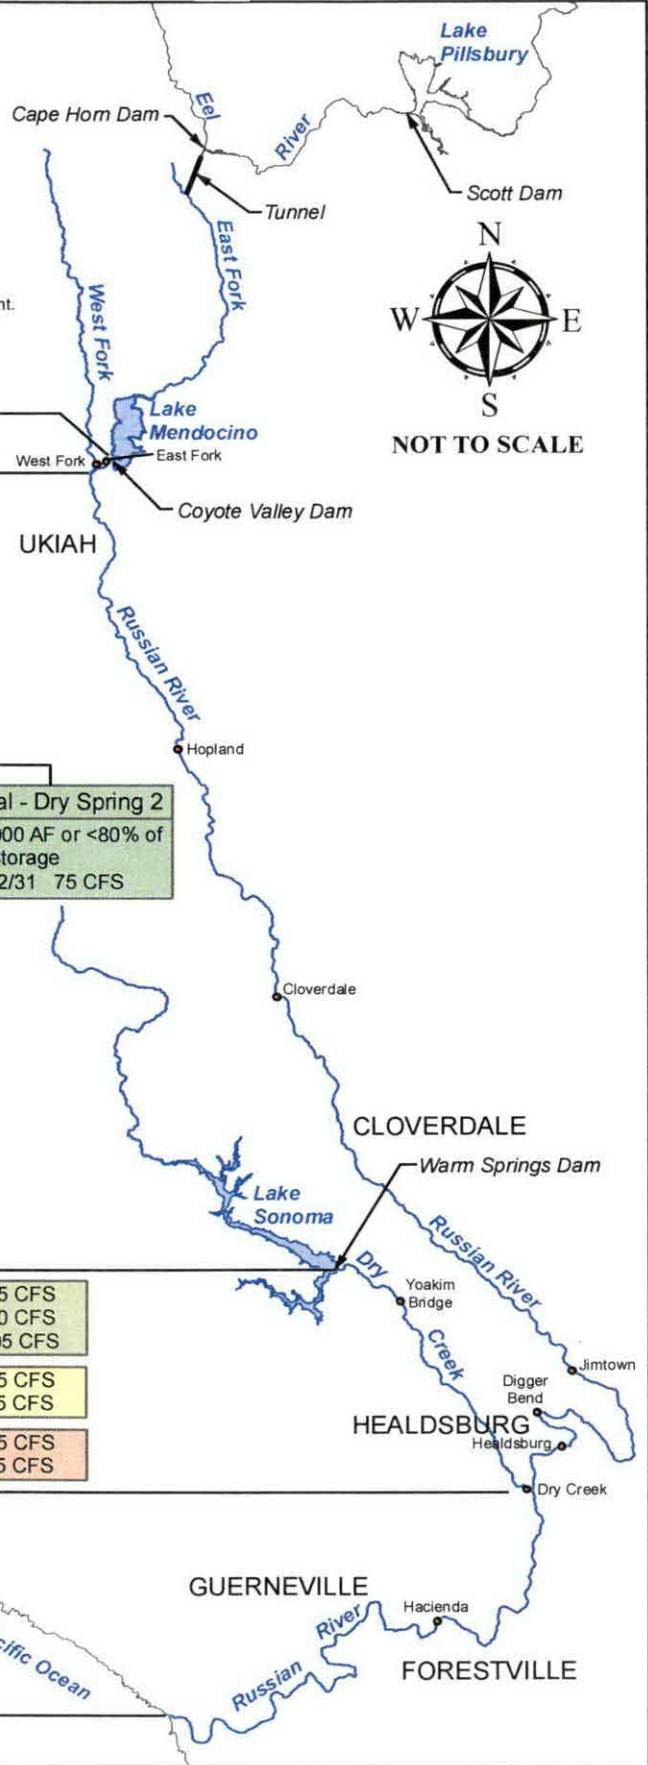 Lake
Pillsbury
Cape Horn Dam
Eel
River
Scott Dam
Tunnel
East Fork
N
W E
S
NOT TO SCALE
nt.
West Fork
Lake
Mendocino
West Fork
East Fork
Coyote Valley Dam
UKIAH
Russian River
Hopland
al - Dry Spring 2
000 AF or <80% of
torage
2/31 75 CFS
Cloverdale
CLOVERDALE
Warm Springs Dam
Lake
Sonoma
Dry
Creek
Russian River
Yoakim
Bridge
5 CFS
0 CFS
05 CFS
Jimtown
5 CFS
5 CFS
Digger
Bend
HEALDSBURG
Healdsburg
5 CFS
5 CFS
Dry Creek
GUERNEVILLE
Hacienda
River
Russian
FORESTVILLE
cific Ocean